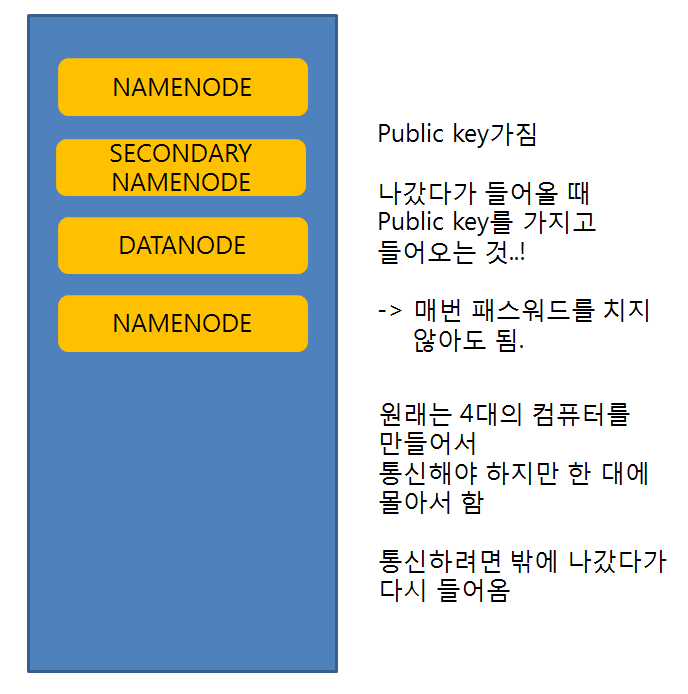 NAMENODE
SECONDARY
NAMENODE
DATANODE
NAMENODE
Public key가짐
나갔다가 들어올 때
Public key를 가지고
들어오는 것..!
-> 매번 패스워드를 치지
않아도 됨.
원래는 4대의 컴퓨터를
만들어서
통신해야 하지만 한 대에
몰아서 함
통신하려면 밖에 나갔다가
다시 들어옴